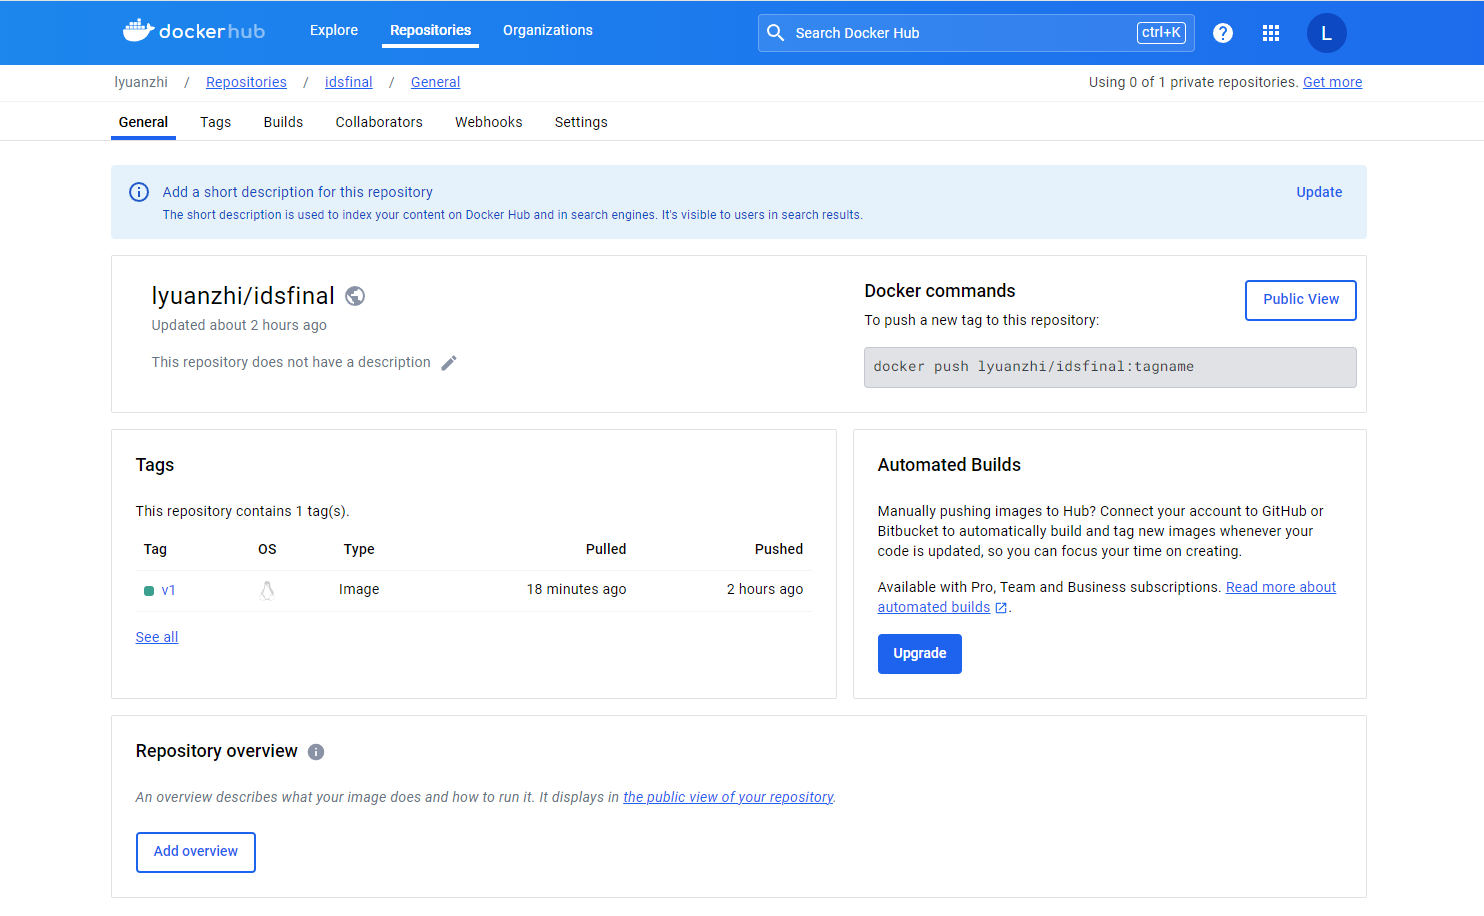 dockerhub
Explore
Repositories
Organizations
Search Docker Hub
ctrl+K
?
L
lyuanzhi / Repositories / idsfinal / General
Using 0 of 1 private repositories. Get more
General
Tags
Builds
Collaborators
Webhooks
Settings
Add a short description for this repository
Update
The short description is used to index your content on Docker Hub and in search engines. It's visible to users in search results.
lyuanzhi/idsfinal
Updated about 2 hours ago
This repository does not have a description
Docker commands
Public View
To push a new tag to this repository:
docker push lyuanzhi/idsfinal:tagname
Tags
This repository contains 1 tag(s).
Tag OS Type Pulled Pushed
v1 Image 18 minutes ago 2 hours ago
See all
Automated Builds
Manually pushing images to Hub? Connect your account to GitHub or
Bitbucket to automatically build and tag new images whenever your
code is updated, so you can focus your time on creating.
Available with Pro, Team and Business subscriptions. Read more about
automated builds .
Upgrade
Repository overview
An overview describes what your image does and how to run it. It displays in the public view of your repository.
Add overview